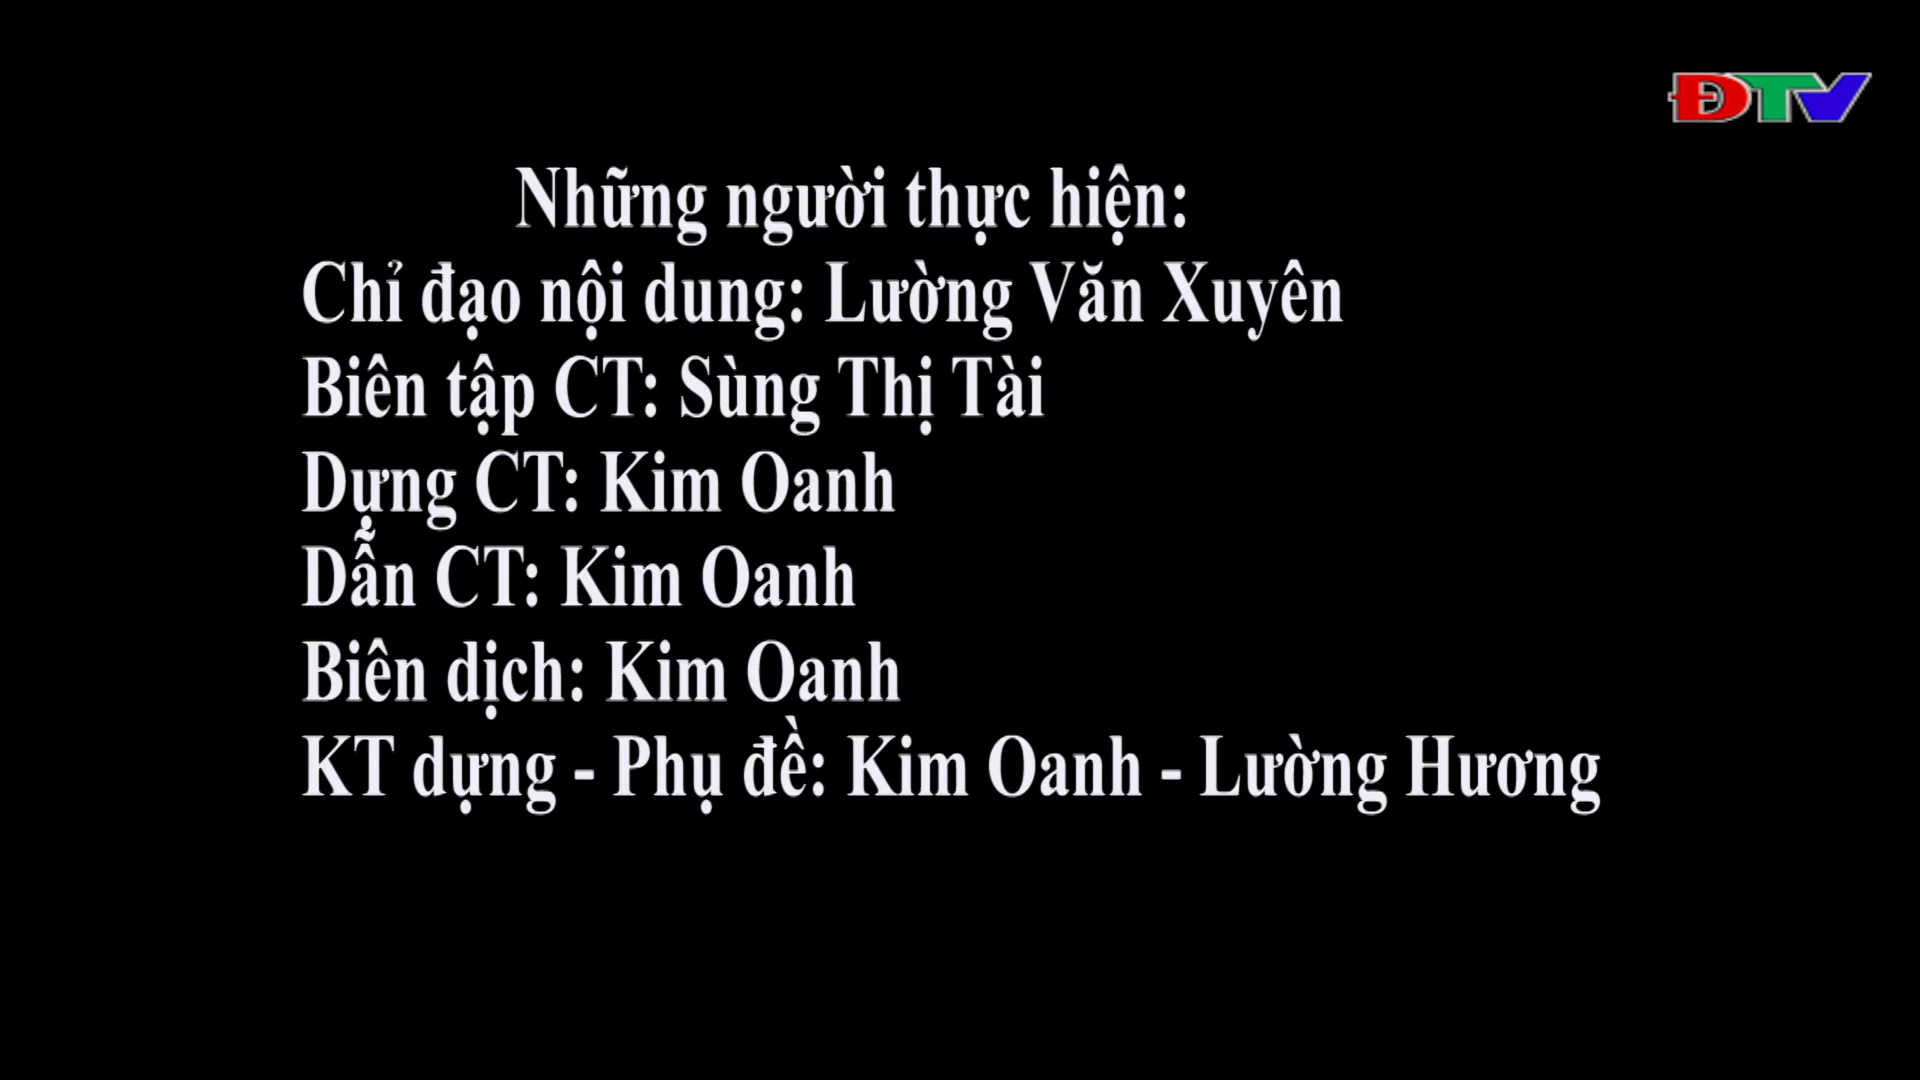 ĐTV
Những người thực hiện:
Chỉ đạo nội dung: Lường Văn Xuyên
Biên tập CT: Sùng Thị Tài
Dựng CT: Kim Oanh
Dẫn CT: Kim Oanh
Biên dịch: Kim Oanh
KT dựng - Phụ đề: Kim Oanh - Lường Hương